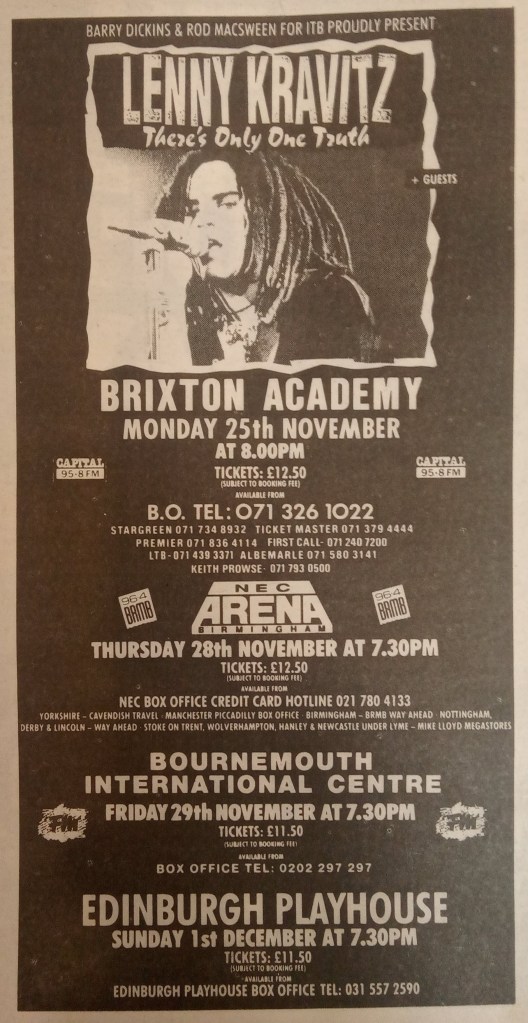 BARRY DICKINS & ROD MACSWEEN FOR ITB PROUDLY PRESENT
LENNY KRAVITZ
There's Only One Truth
+ GUESTS
BRIXTON ACADEMY
MONDAY 25th NOVEMBER
AT 8.00PM
CAPITAL
95·8 FM
CAPITAL
95·8 FM
TICKETS: £12.50
(SUBJECT TO BOOKING FEE)
AVAILABLE FROM
B.O. TEL: 071 326 1022
STARGREEN 071 734 8932 TICKET MASTER 071 379 4444
PREMIER 071 836 4114 FIRST CALL- 071 240 7200
LTB- 071 439 3371 ALBEMARLE 071 580 3141
KEITH PROWSE- 071 793 0500
96.4
BRMB
NEC
ARENA
BIRMINGHAM
96.4
BRMB
THURSDAY 28th NOVEMBER AT 7.30PM
TICKETS: £12.50
(SUBJECT TO BOOKING FEE)
AVAILABLE FROM
NEC BOX OFFICE CREDIT CARD HOTLINE 021 780 4133
YORKSHIRE – CAVENDISH TRAVEL · MANCHESTER PICCADILLY BOX OFFICE · BIRMINGHAM – BRMB WAY AHEAD · NOTTINGHAM,
DERBY & LINCOLN – WAY AHEAD · STOKE ON TRENT, WOLVERHAMPTON, HANLEY & NEWCASTLE UNDER LYME – MIKE LLOYD MEGASTORES
BOURNEMOUTH
INTERNATIONAL CENTRE
FRIDAY 29th NOVEMBER AT 7.30PM
TICKETS: £11.50
(SUBJECT TO BOOKING FEE)
AVAILABLE FROM
BOX OFFICE TEL: 0202 297 297
EDINBURGH PLAYHOUSE
SUNDAY 1st DECEMBER AT 7.30PM
TICKETS: £11.50
(SUBJECT TO BOOKING FEE)
AVAILABLE FROM
EDINBURGH PLAYHOUSE BOX OFFICE TEL: 031 557 2590